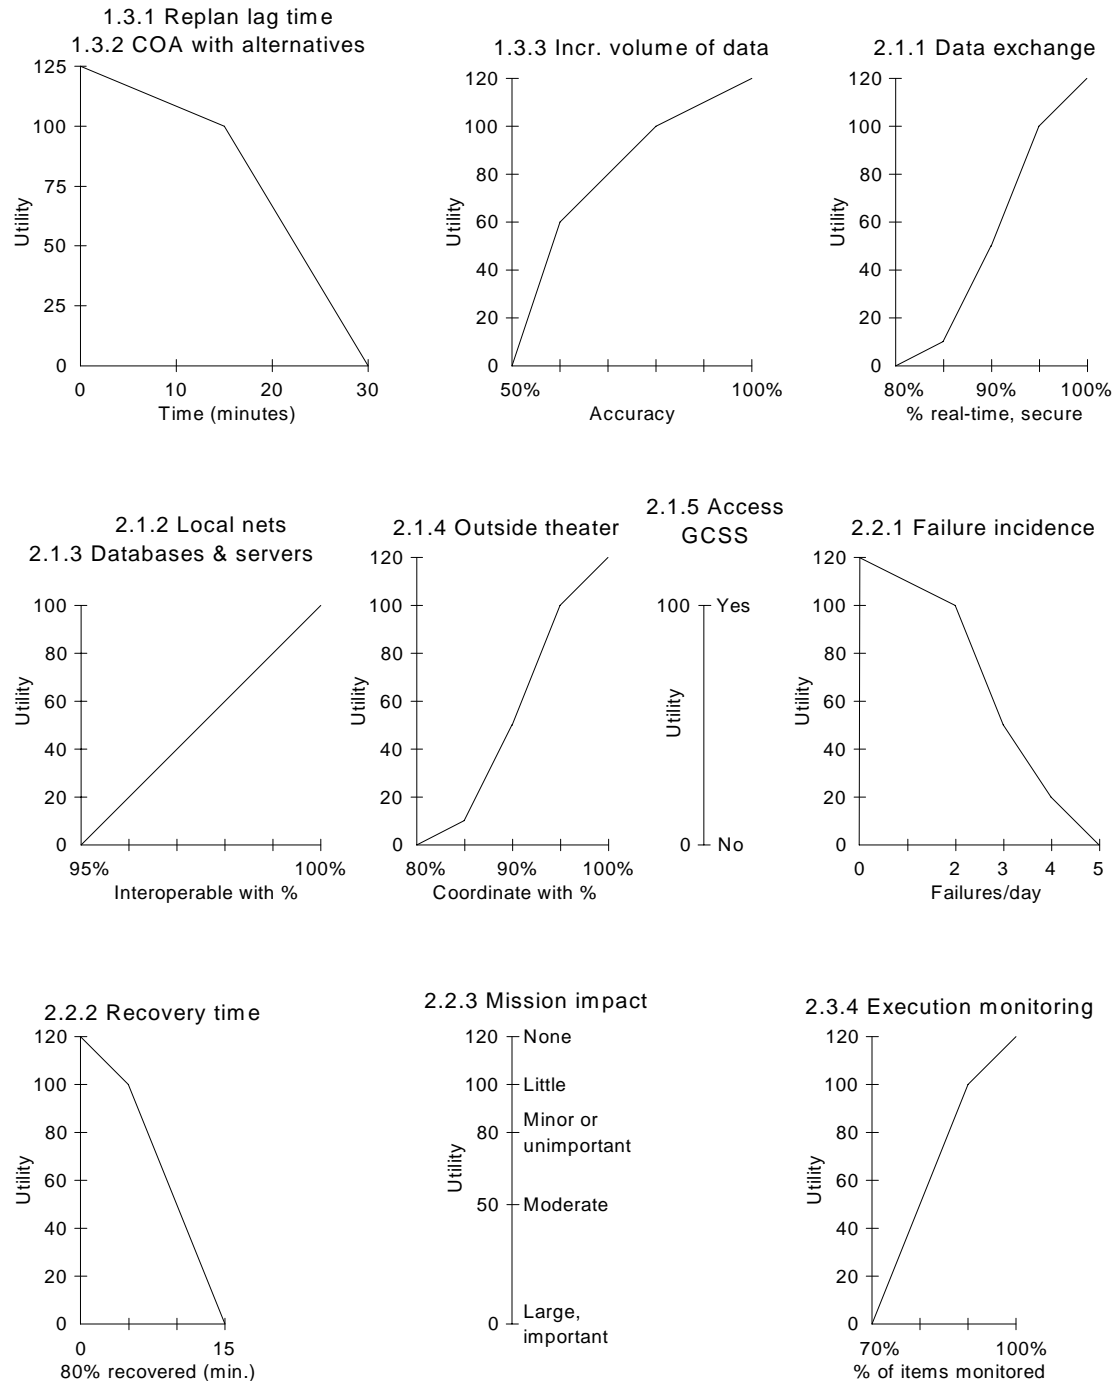 1.3.1 Replan lag time
1.3.2 COA with alternatives
125
100
75
50
25
0
Utility
0 10 20 30
Time (minutes)
1.3.3 Incr. volume of data
120
100
80
60
40
20
0
Utility
50% 100%
Accuracy
2.1.1 Data exchange
120
100
80
60
40
20
0
Utility
80% 90% 100%
% real-time, secure
2.1.2 Local nets
2.1.3 Databases & servers
100
80
60
40
20
0
Utility
95% 100%
Interoperable with %
2.1.4 Outside theater
120
100
80
60
40
20
0
Utility
80% 90% 100%
Coordinate with %
2.1.5 Access
GCSS
100 Yes
Utility
0 No
2.2.1 Failure incidence
120
100
80
60
40
20
0
Utility
0 2 3 4 5
Failures/day
2.2.2 Recovery time
120
100
80
60
40
20
0
Utility
0 15
80% recovered (min.)
2.2.3 Mission impact
120 None
100 Little
Minor or
80
unimportant
Utility
50 Moderate
Large,
0
important
2.3.4 Execution monitoring
120
100
80
60
40
20
0
Utility
70% 100%
% of items monitored